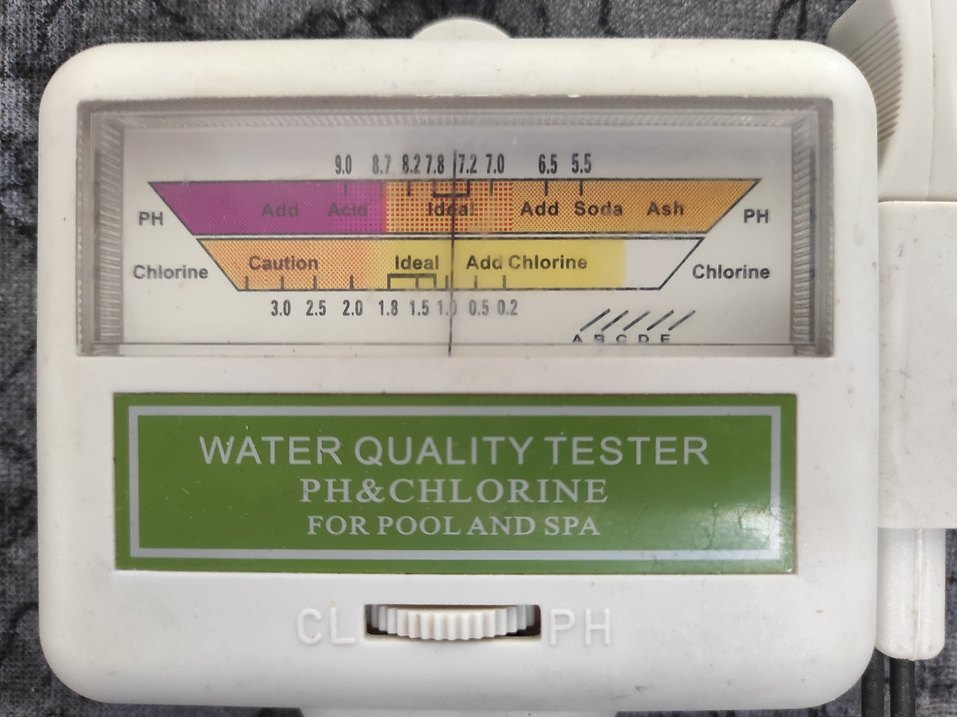 9.0 8.7 8.2 7.8 7.2 7.0 6.5 5.5
PH Add Acid Ideal Add Soda Ash PH
Chlorine Caution Ideal Add Chlorine Chlorine
3.0 2.5 2.0 1.8 1.5 1.0 0.5 0.2
A B C D E
WATER QUALITY TESTER
PH&CHLORINE
FOR POOL AND SPA
CL PH